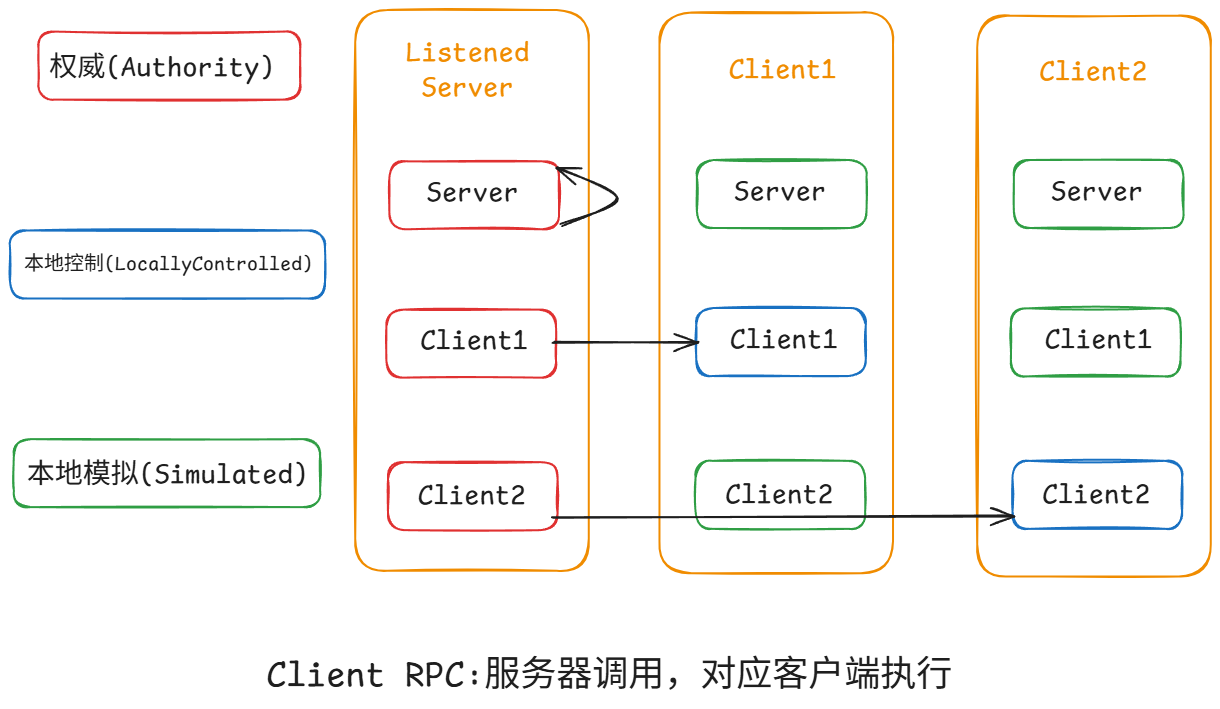 权威(Authority)
本地控制(LocallyControlled)
本地模拟(Simulated)
Listened
Server
Server
Client1
Client2
Client1
Server
Client1
Client2
Client2
Server
Client1
Client2
Client RPC:服务器调用，对应客户端执行